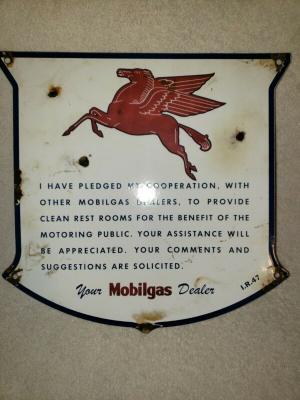 I HAVE PLEDGED MY COOPERATION, WITH
OTHER MOBILGAS DEALERS, TO PROVIDE
CLEAN REST ROOMS FOR THE BENEFIT OF THE
MOTORING PUBLIC. YOUR ASSISTANCE WILL
BE APPRECIATED. YOUR COMMENTS AND
SUGGESTIONS ARE SOLICITED.
Your Mobilgas Dealer
I.R.47